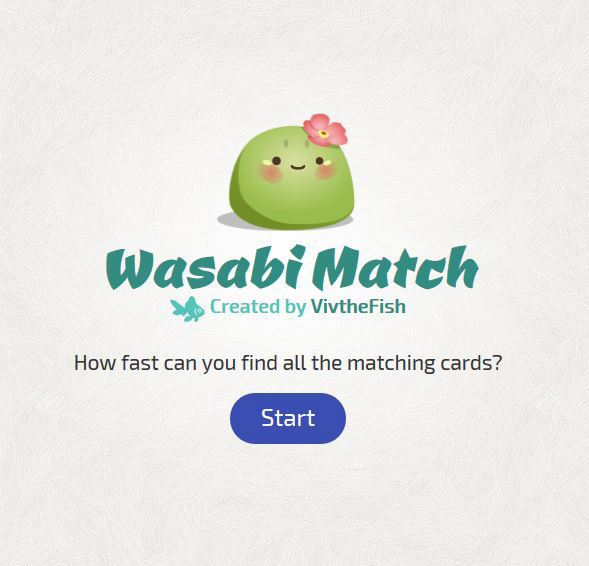 Wasabi Match
Created by VivtheFish
How fast can you find all the matching cards?
Start